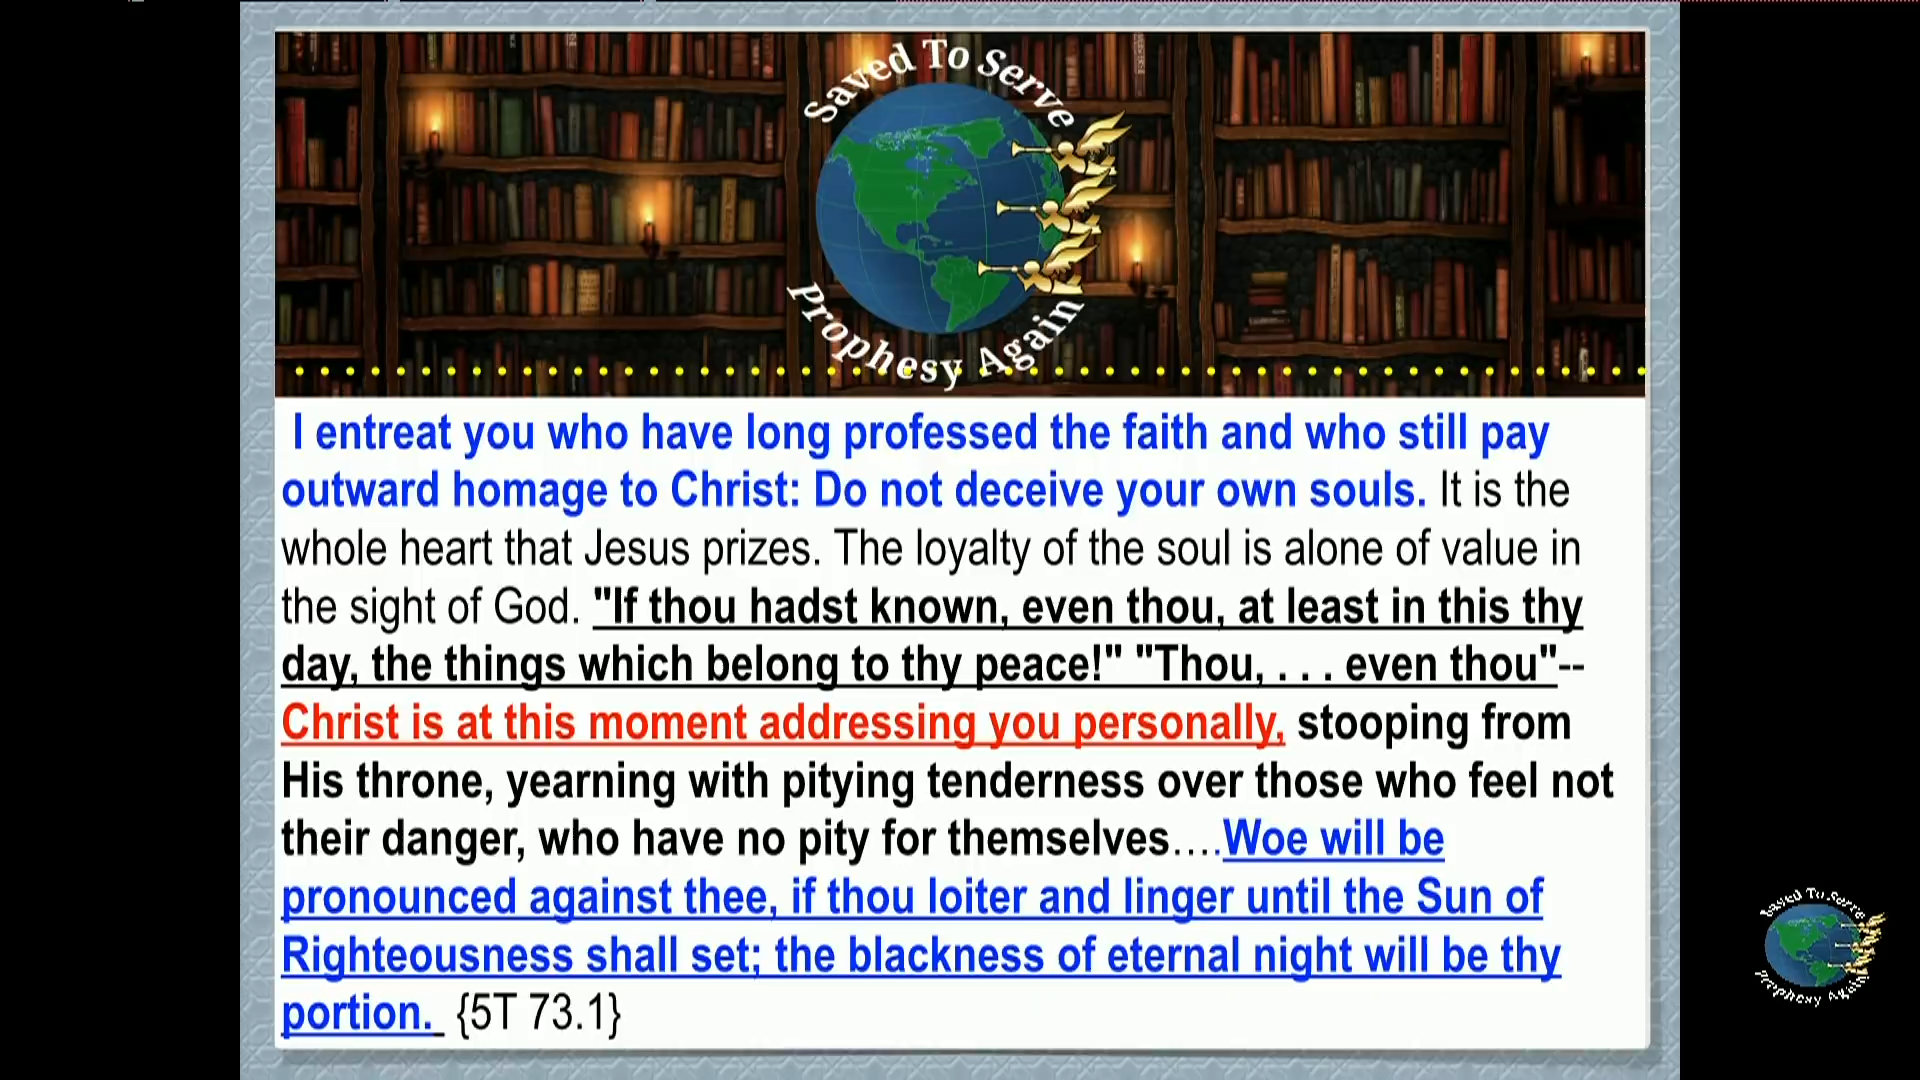 Saved To Serve
Prophesy Again
I entreat you who have long professed the faith and who still pay
outward homage to Christ: Do not deceive your own souls. It is the
whole heart that Jesus prizes. The loyalty of the soul is alone of value in
the sight of God. "If thou hadst known, even thou, at least in this thy
day, the things which belong to thy peace!" "Thou, . . . even thou"--
Christ is at this moment addressing you personally, stooping from
His throne, yearning with pitying tenderness over those who feel not
their danger, who have no pity for themselves….Woe will be
pronounced against thee, if thou loiter and linger until the Sun of
Righteousness shall set; the blackness of eternal night will be thy
portion. {5T 73.1}
Saved To Serve
Prophesy Again